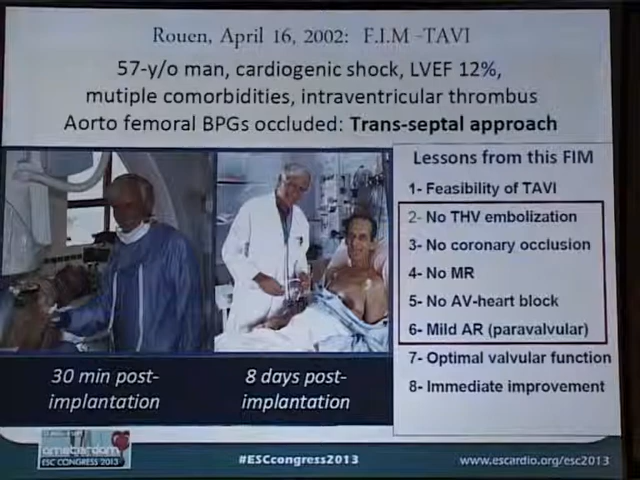 Rouen, April 16, 2002: F.I.M -TAVI
57-y/o man, cardiogenic shock, LVEF 12%,
mutiple comorbidities, intraventricular thrombus
Aorto femoral BPGs occluded: Trans-septal approach
30 min post-
implantation
8 days post-
implantation
Lessons from this FIM
1- Feasibility of TAVI
2- No THV embolization
3- No coronary occlusion
4- No MR
5- No AV-heart block
6- Mild AR (paravalvular)
7- Optimal valvular function
8- Immediate improvement
amsterdam
ESC CONGRESS 2013
#ESCcongress2013
www.escardio.org/esc2013